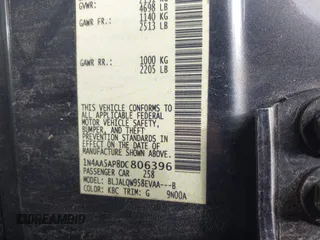 GVWR:
4698 LB
GAWR FR.:
1140 KG
2513 LB
GAWR RR.:
1000 KG
2205 LB
THIS VEHICLE CONFORMS TO
ALL APPLICABLE FEDERAL
MOTOR VEHICLE SAFETY,
BUMPER, AND THEFT
PREVENTION STANDARDS IN
EFFECT ON THE DATE OF
MANUFACTURE SHOWN ABOVE.
1N4AA5AP8DC806396
PASSENGER CAR 258
MODEL: BLJALQW958EVAA---B
COLOR: KBC TRIM: G 9N00A
IDREAMBID